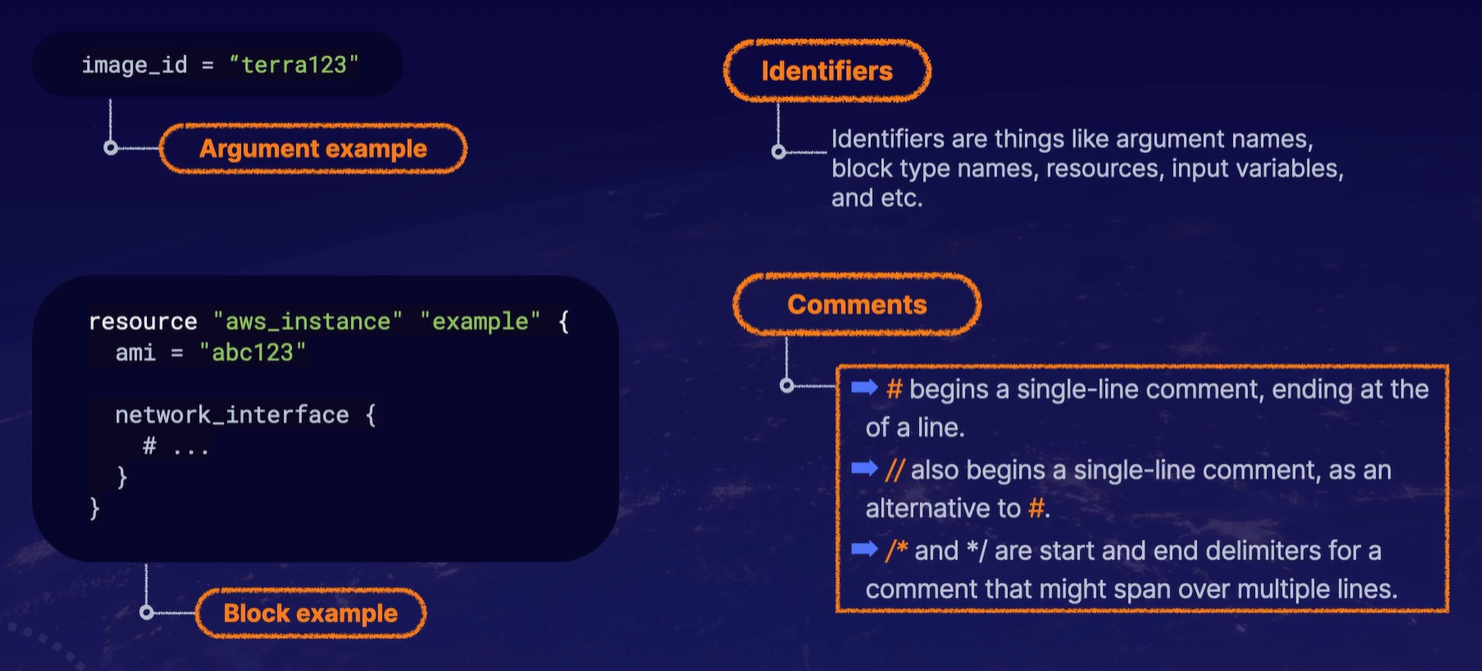 image_id = “terra123"
Argument example
resource "aws_instance" "example" {
ami = "abc123"
network_interface {
# ...
}
}
Block example
Identifiers
Identifiers are things like argument names,
block type names, resources, input variables,
and etc.
Comments
# begins a single-line comment, ending at the
of a line.
// also begins a single-line comment, as an
alternative to #.
/* and */ are start and end delimiters for a
comment that might span over multiple lines.